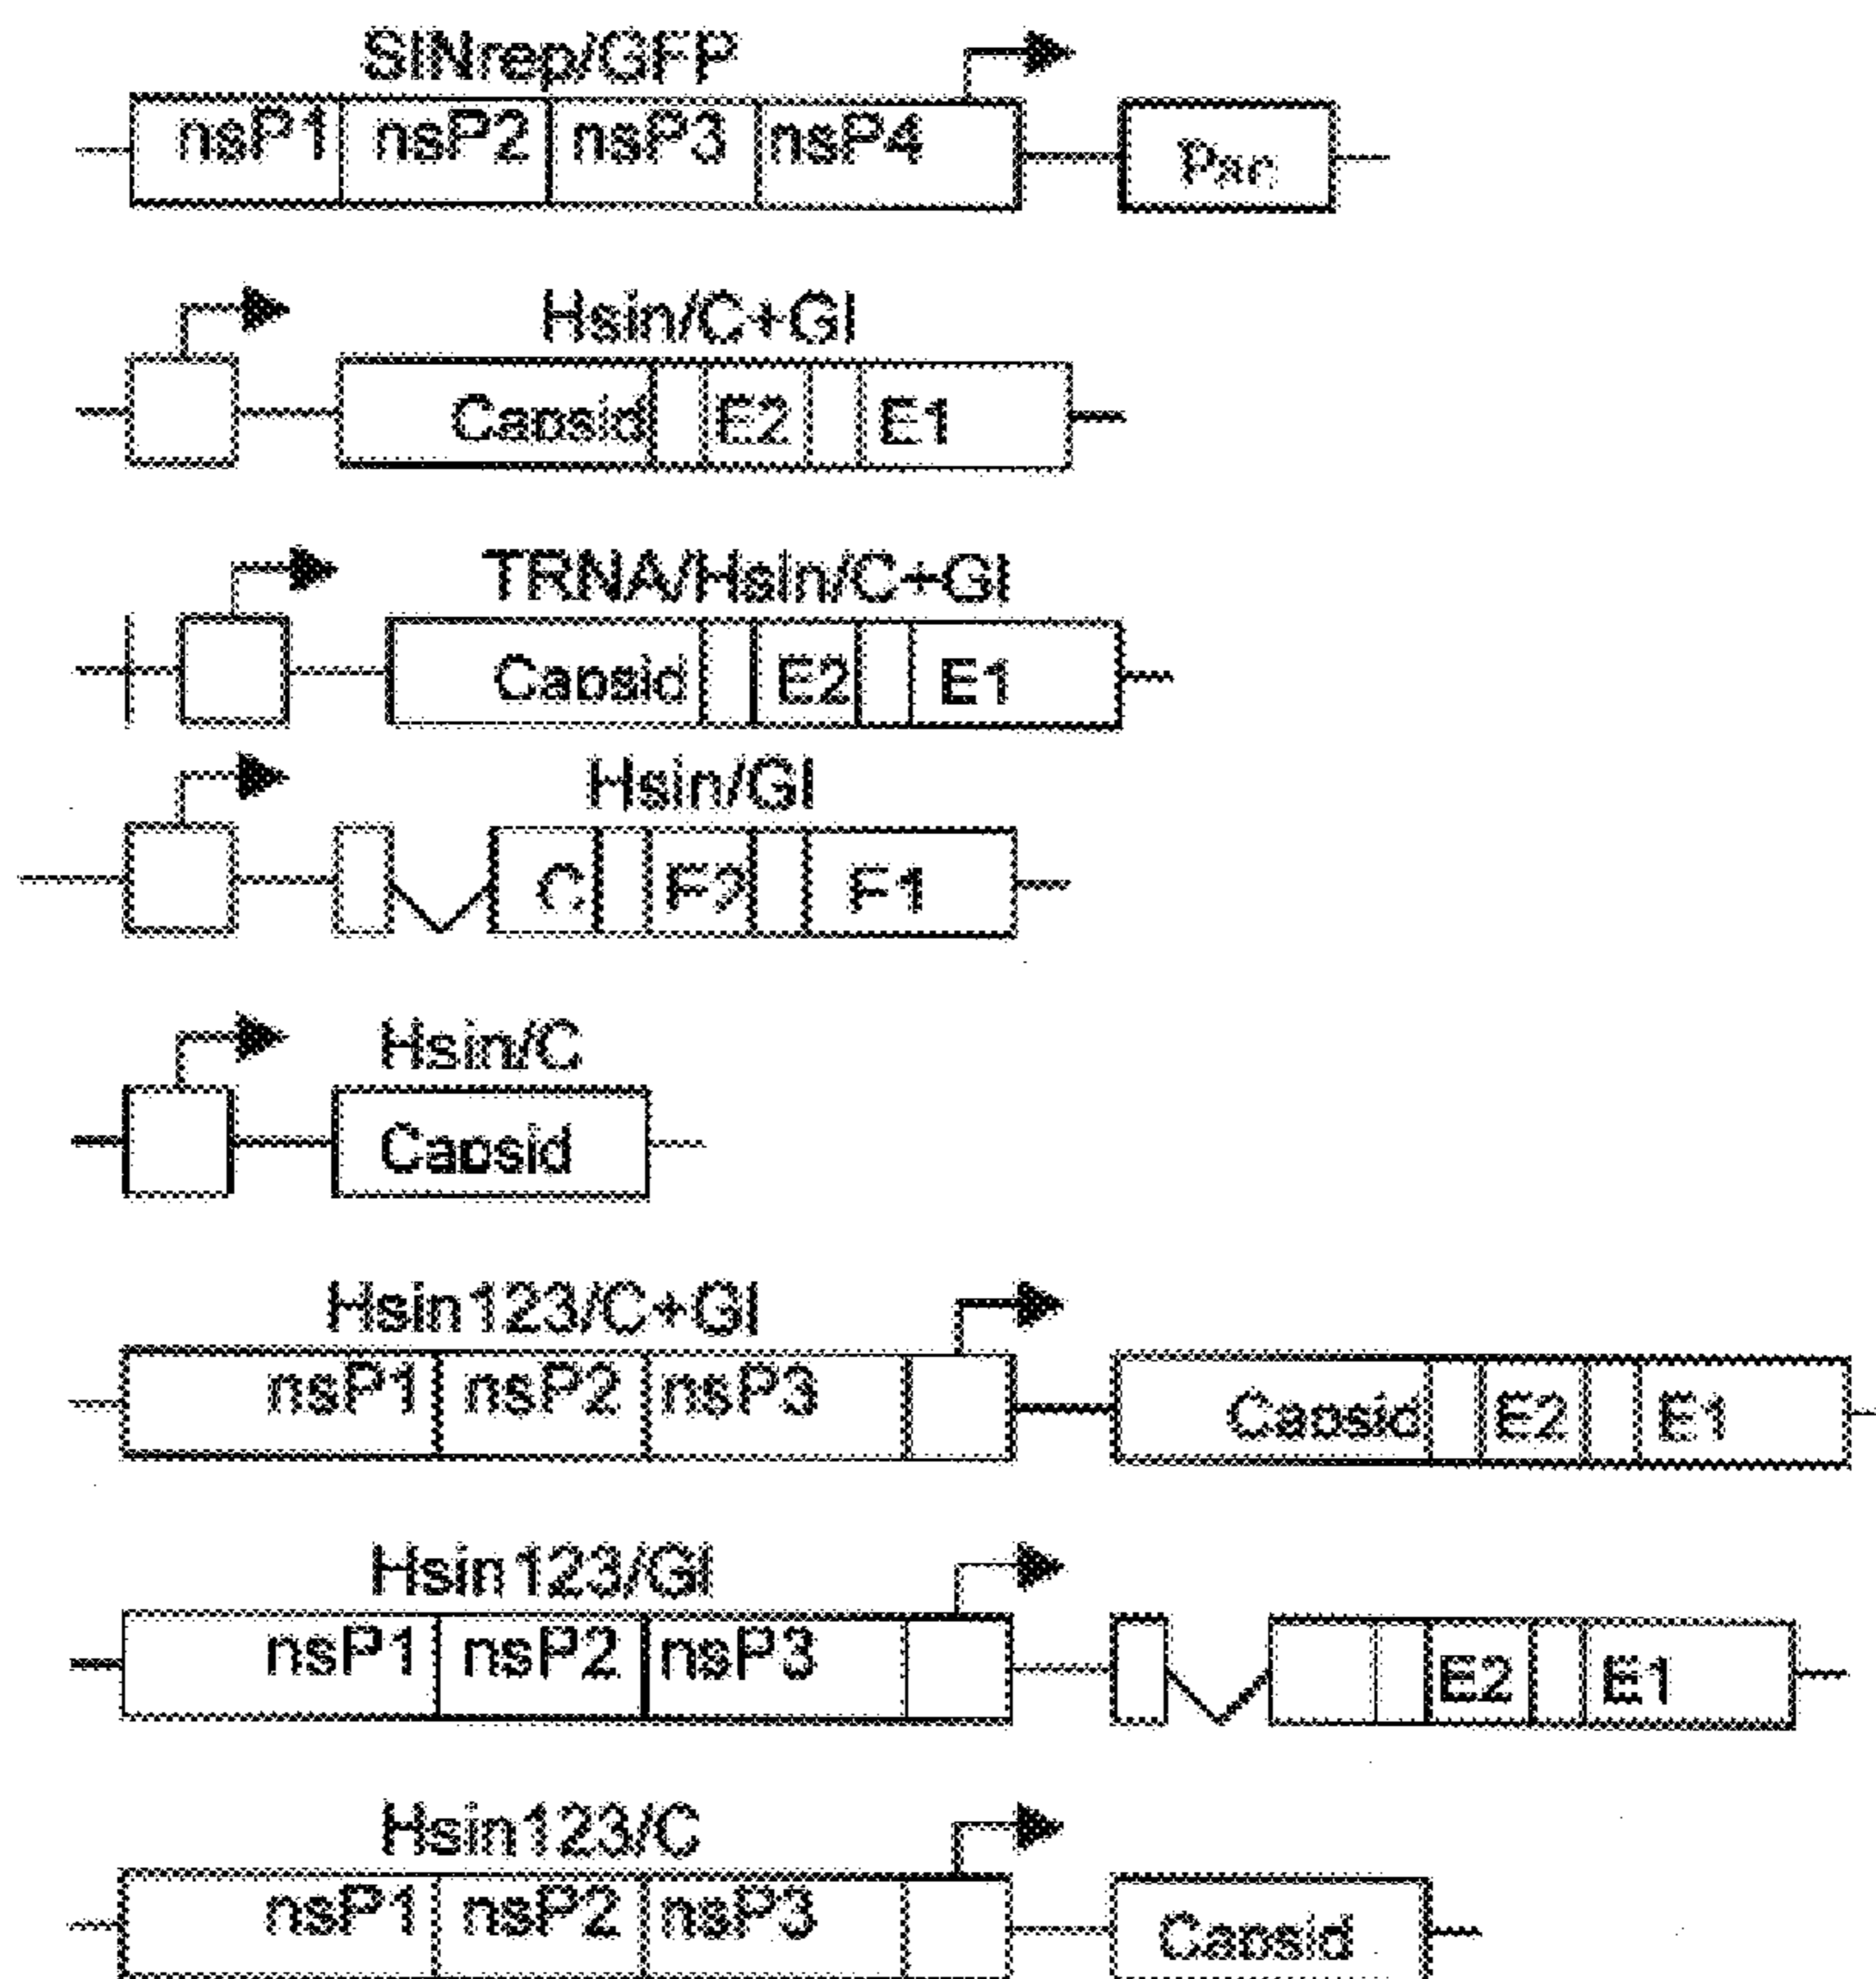 SINrep/GFP
nsP1 nsP2 nsP3 nsP4
Hsin/C+GI
Capsid E2 E1
TRNA/Hsin/C+GI
Capsid E2 E1
Hsin/GI
C E2 E1
Hsin/C
Capsid
Hsin123/C+GI
nsP1 nsP2 nsP3 Capsid E2 E1
Hsin123/GI
nsP1 nsP2 nsP3 E2 E1
Hsin123/C
nsP1 nsP2 nsP3 Capsid